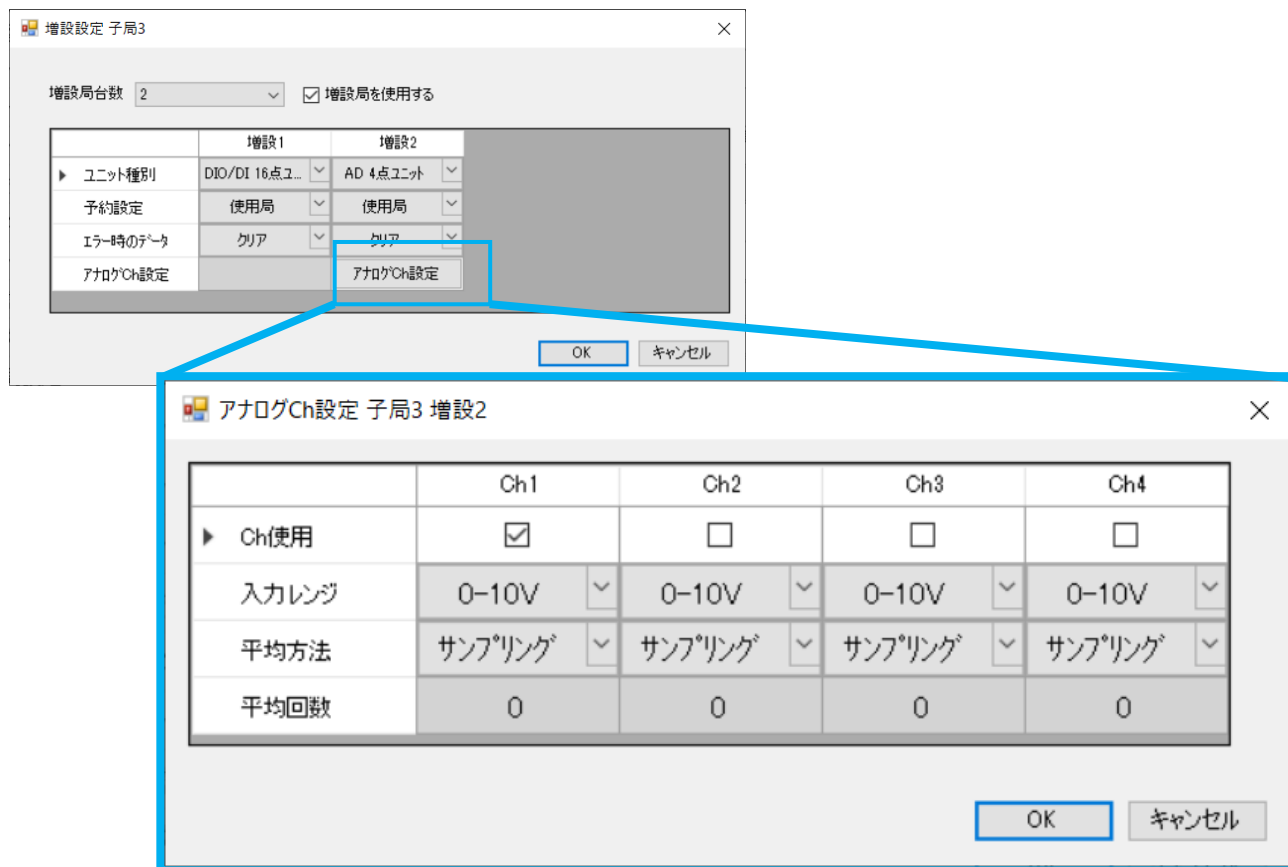 増設設定 子局3
増設局台数 2 増設局を使用する
増設1 増設2
ユニット種別 DIO/DI 16点ユ... AD 4点ユニット
予約設定 使用局 使用局
エラー時のデータ クリア クリア
アナログCh設定 アナログCh設定
OK キャンセル
アナログCh設定 子局3 増設2
Ch1 Ch2 Ch3 Ch4
Ch使用
入力レンジ 0-10V 0-10V 0-10V 0-10V
平均方法 サンプリング サンプリング サンプリング サンプリング
平均回数 0 0 0 0
OK キャンセル